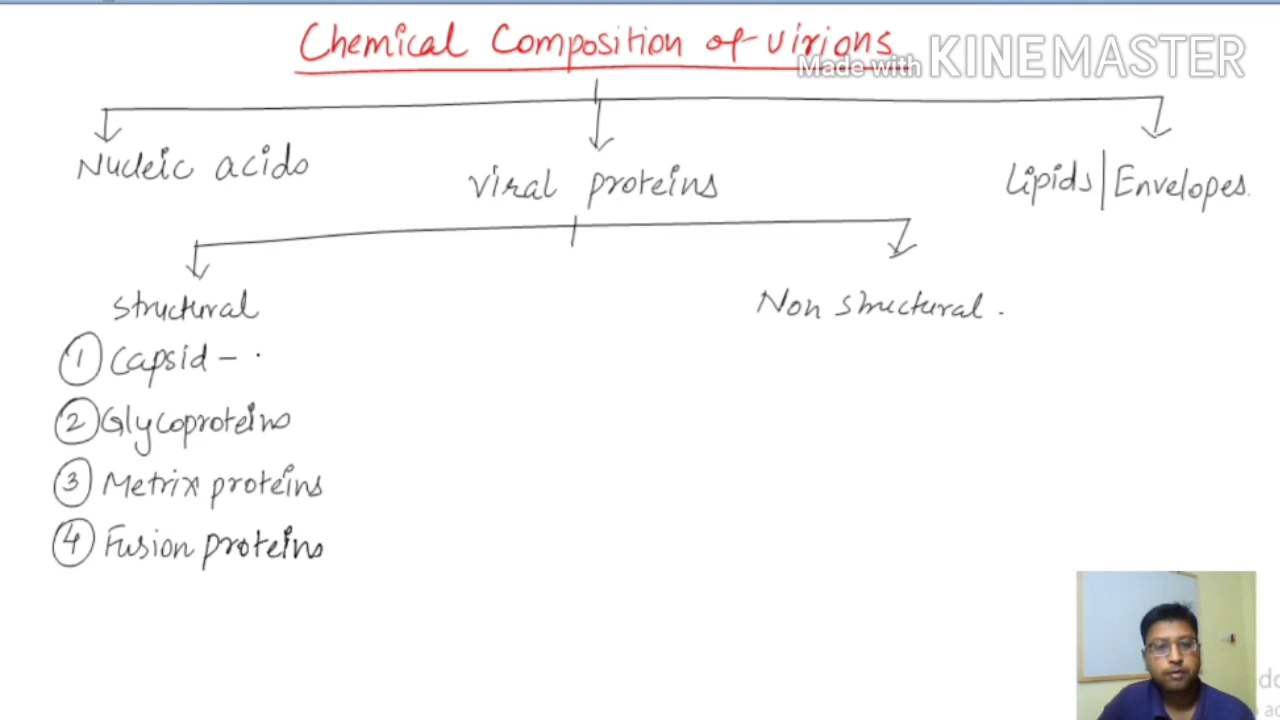 Chemical Composition of virions
Made with KINEMASTER
Nucleic acids
viral proteins
Lipids|Envelopes.
structural
Non structural.
1 Capsid -
2 Glycoproteins
3 Metrix proteins
4 Fusion proteins